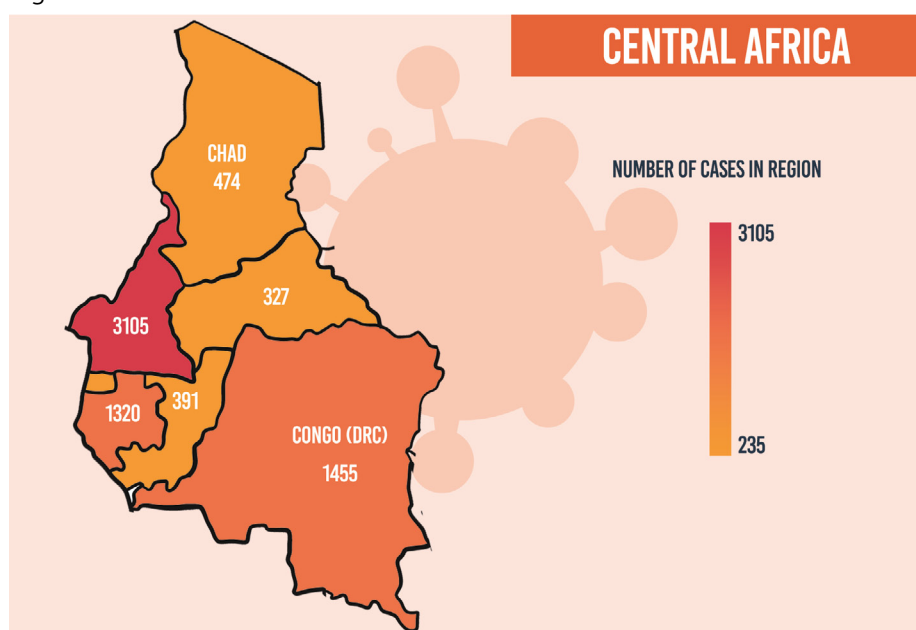 CENTRAL AFRICA
NUMBER OF CASES IN REGION
3105
235
CHAD
474
327
3105
391
1320
CONGO (DRC)
1455